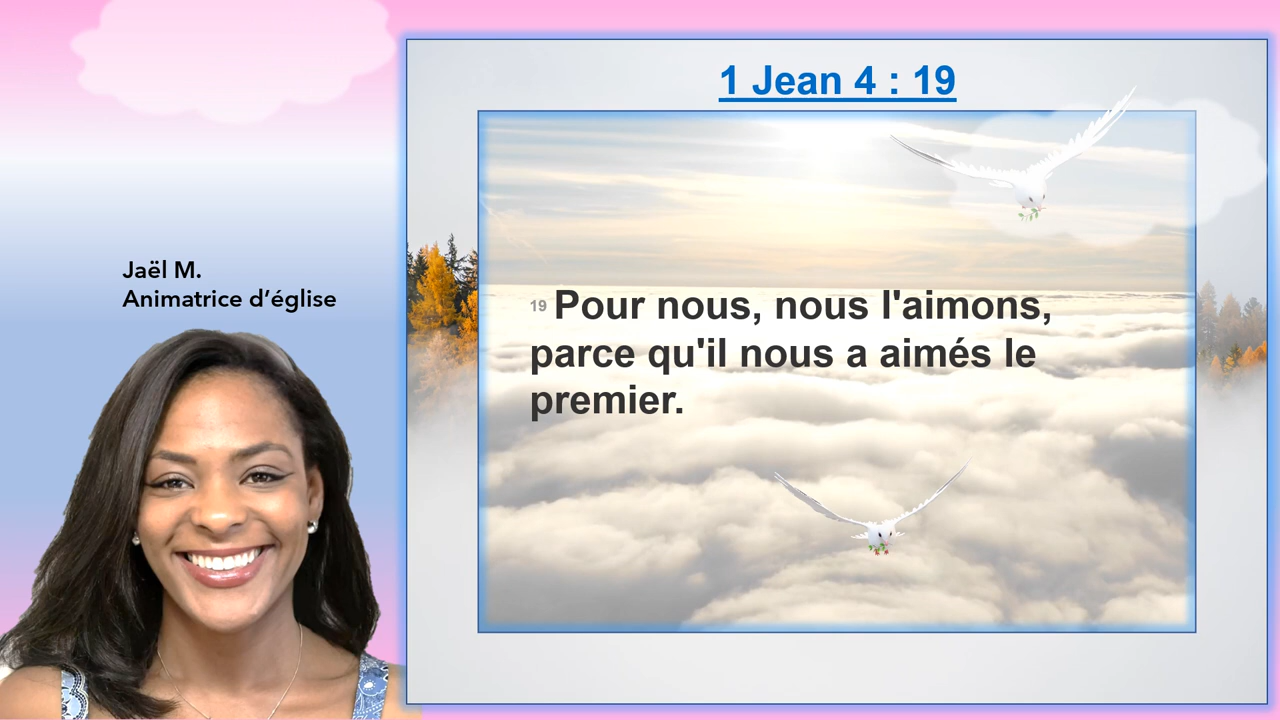 Jaël M.
Animatrice d’église
1 Jean 4 : 19
19 Pour nous, nous l'aimons,
parce qu'il nous a aimés le
premier.